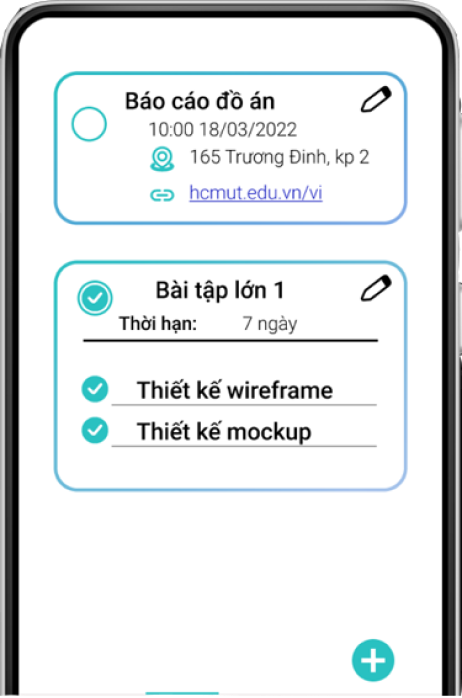 Báo cáo đồ án
10:00 18/03/2022
165 Trương Đinh, kp 2
hcmut.edu.vn/vi
Bài tập lớn 1
Thời hạn: 7 ngày
Thiết kế wireframe
Thiết kế mockup